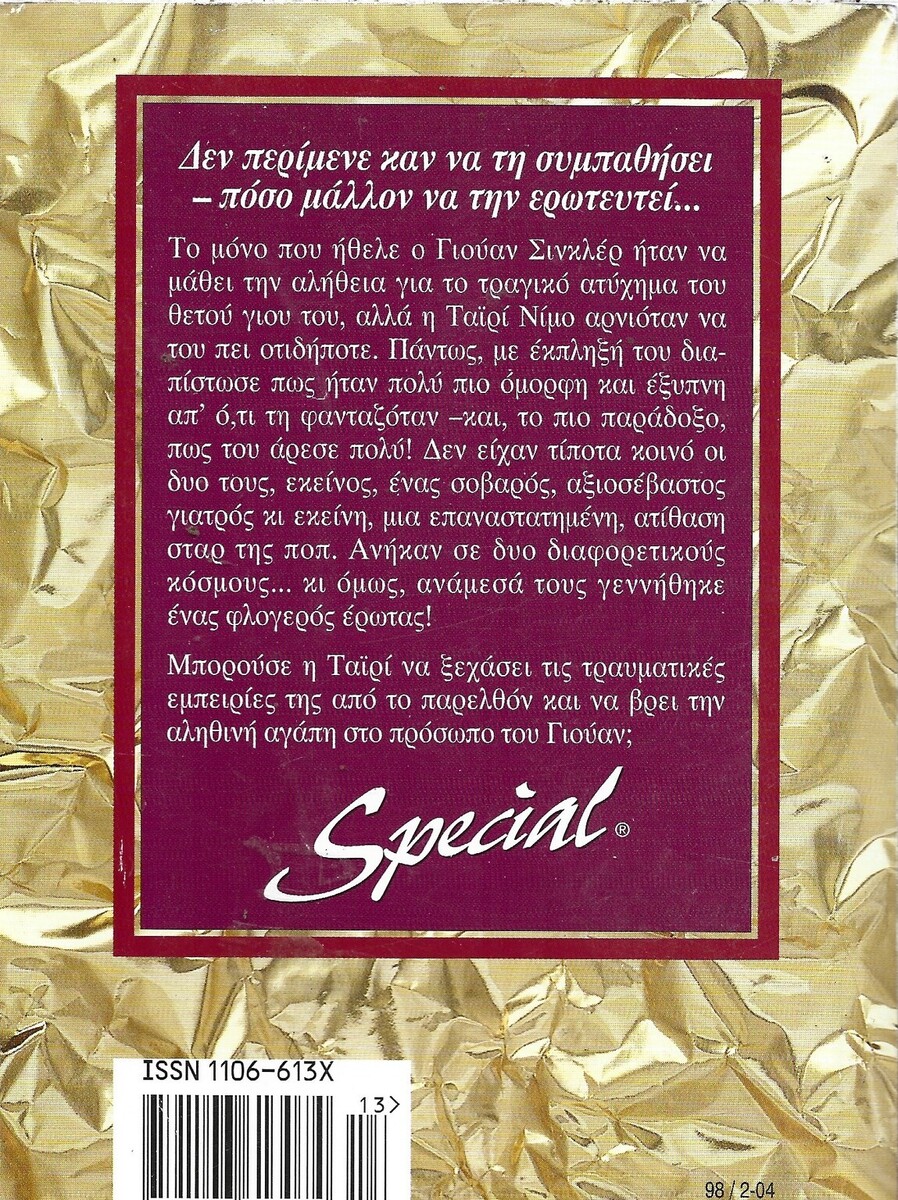 Δεν περίμενε καν να τη συμπαθήσει
– πόσο μάλλον να την ερωτευτεί...
Το μόνο που ήθελε ο Γιούαν Σινκλέρ ήταν να
μάθει την αλήθεια για το τραγικό ατύχημα του
θετού γιου του, αλλά η Ταϊρί Νίμο αρνιόταν να
του πει οτιδήποτε. Πάντως, με έκπληξή του δια-
πίστωσε πως ήταν πολύ πιο όμορφη και έξυπνη
απ’ ό,τι τη φανταζόταν –και, το πιο παράδοξο,
πως του άρεσε πολύ! Δεν είχαν τίποτα κοινό οι
δυο τους, εκείνος, ένας σοβαρός, αξιοσέβαστος
γιατρός κι εκείνη, μια επαναστατημένη, ατίθαση
σταρ της ποπ. Ανήκαν σε δυο διαφορετικούς
κόσμους... κι όμως, ανάμεσά τους γεννήθηκε
ένας φλογερός έρωτας!
Μπορούσε η Ταϊρί να ξεχάσει τις τραυματικές
εμπειρίες της από το παρελθόν και να βρει την
αληθινή αγάπη στο πρόσωπο του Γιούαν;
Special®
ISSN 1106–613X
13>
98 / 2-04